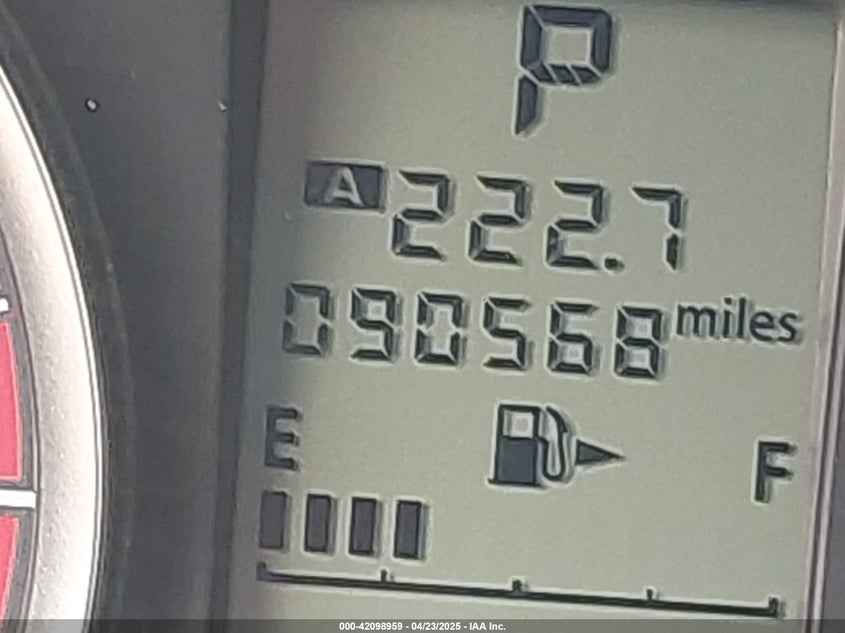 P
A 222.7
090568 miles
E F
000-42098959 - 04/23/2025 - IAA Inc.